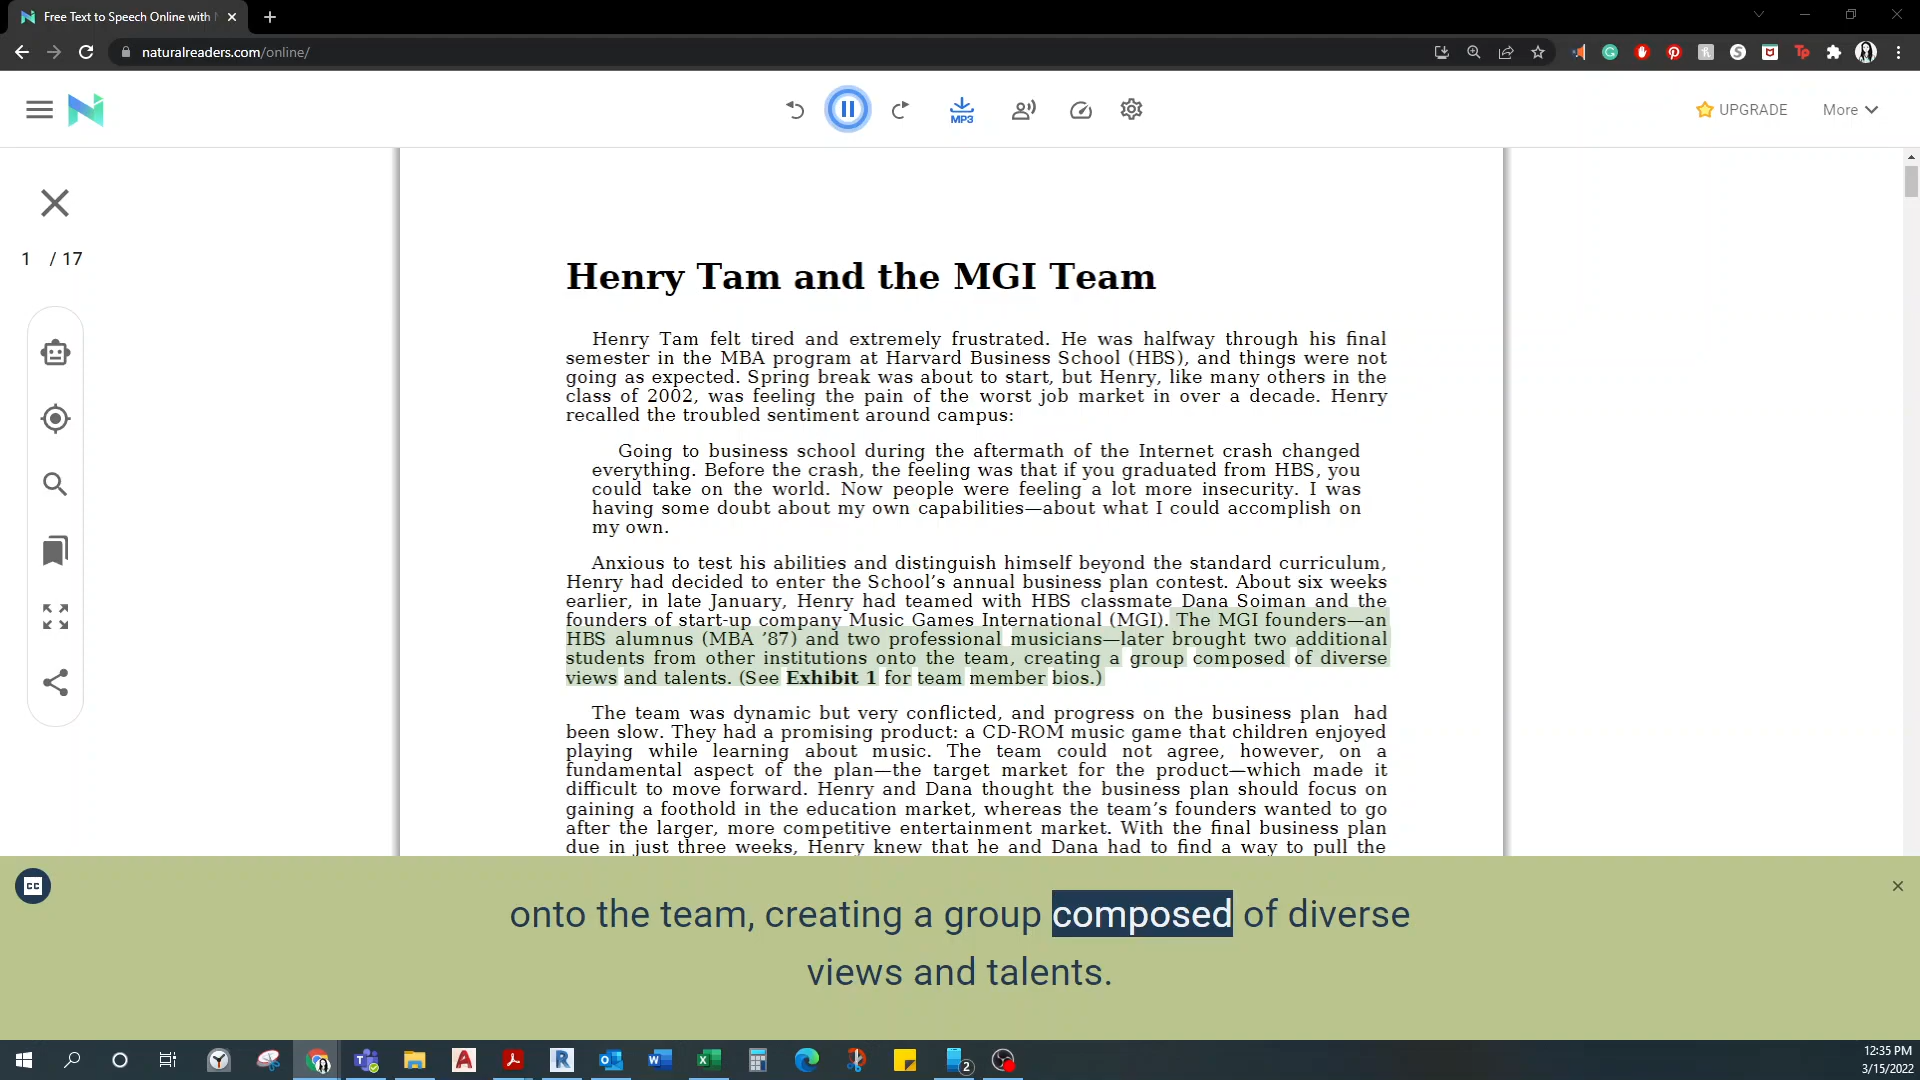 Free Text to Speech Online with
naturalreaders.com/online/
MP3
UPGRADE
More
1 / 17
Henry Tam and the MGI Team
Henry Tam felt tired and extremely frustrated. He was halfway through his final
semester in the MBA program at Harvard Business School (HBS), and things were not
going as expected. Spring break was about to start, but Henry, like many others in the
class of 2002, was feeling the pain of the worst job market in over a decade. Henry
recalled the troubled sentiment around campus:
Going to business school during the aftermath of the Internet crash changed
everything. Before the crash, the feeling was that if you graduated from HBS, you
could take on the world. Now people were feeling a lot more insecurity. I was
having some doubt about my own capabilities—about what I could accomplish on
my own.
Anxious to test his abilities and distinguish himself beyond the standard curriculum,
Henry had decided to enter the School’s annual business plan contest. About six weeks
earlier, in late January, Henry had teamed with HBS classmate Dana Soiman and the
founders of start-up company Music Games International (MGI). The MGI founders—an
HBS alumnus (MBA ’87) and two professional musicians—later brought two additional
students from other institutions onto the team, creating a group composed of diverse
views and talents. (See Exhibit 1 for team member bios.)
The team was dynamic but very conflicted, and progress on the business plan had
been slow. They had a promising product: a CD-ROM music game that children enjoyed
playing while learning about music. The team could not agree, however, on a
fundamental aspect of the plan—the target market for the product—which made it
difficult to move forward. Henry and Dana thought the business plan should focus on
gaining a foothold in the education market, whereas the team’s founders wanted to go
after the larger, more competitive entertainment market. With the final business plan
due in just three weeks, Henry knew that he and Dana had to find a way to pull the
CC
onto the team, creating a group composed of diverse
views and talents.
2
12:35 PM
3/15/2022